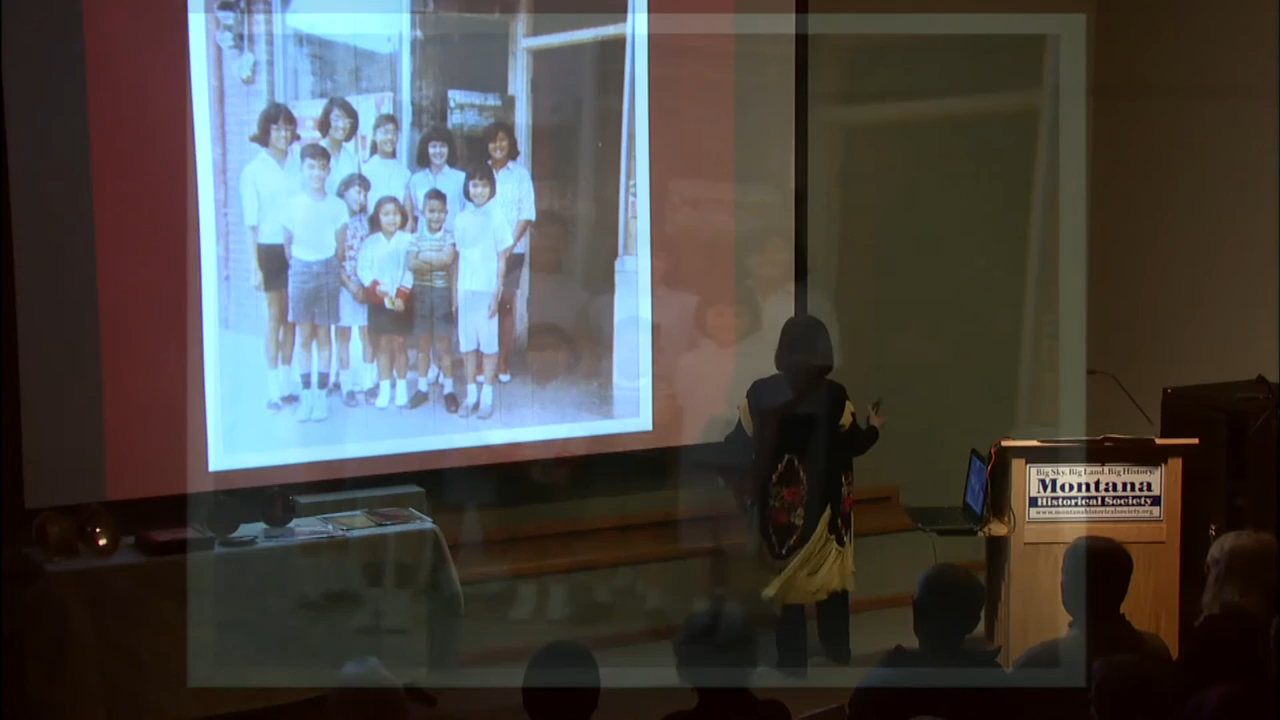 Big Sky. Big Land. Big History.
Montana
Historical Society
www.montanahistoricalsociety.org